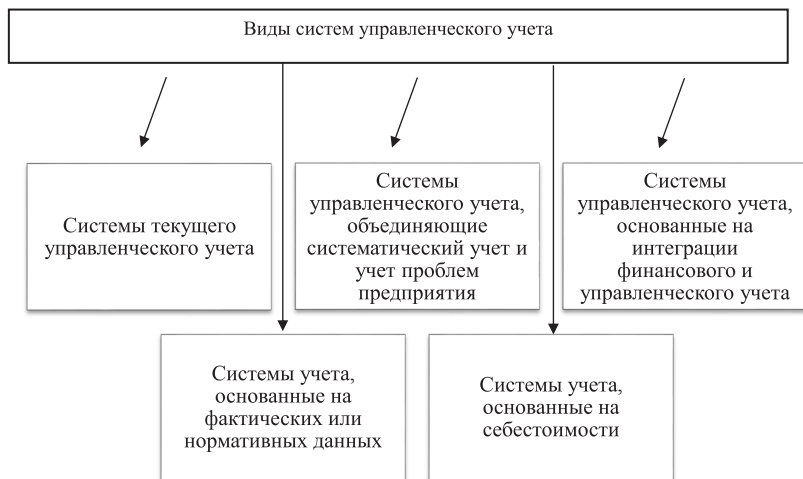 Виды систем управленческого учета
Системы текущего
управленческого учета
Системы
управленческого учета,
объединяющие
систематический учет и
учет проблем
предприятия
Системы
управленческого учета,
основанные на
интеграции
финансового и
управленческого учета
Системы учета,
основанные на
фактических или
нормативных данных
Системы учета,
основанные на
себестоимости